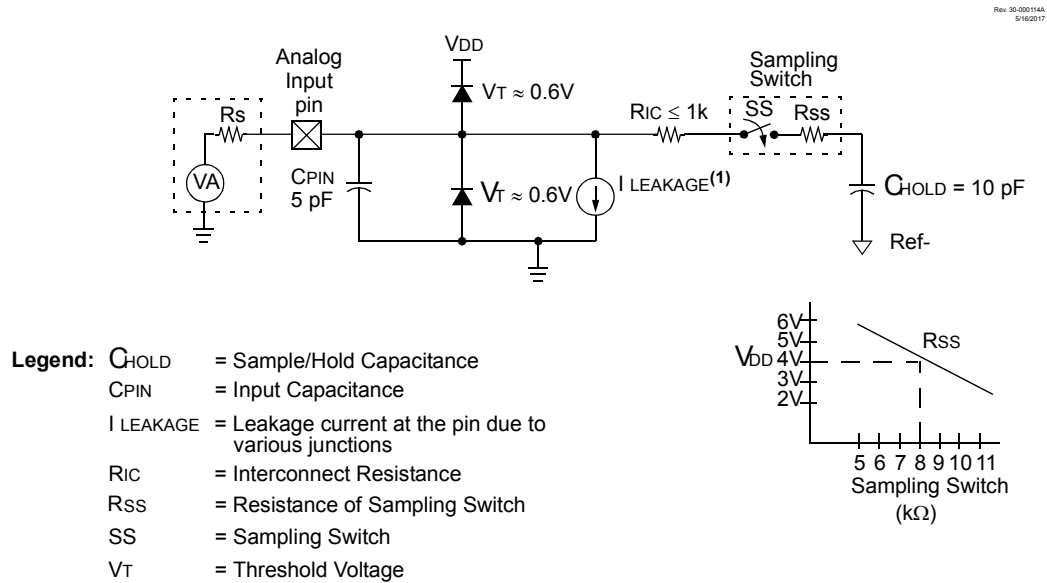 Rev. 30-000114A
5/16/2017
VDD
Analog
Input
pin
Sampling
Switch
VT ≈ 0.6V
RIC ≤ 1k
SS
Rss
Rs
VA
CPIN
5 pF
VT ≈ 0.6V
I LEAKAGE(1)
CHOLD = 10 pF
Ref-
Legend: CHOLD = Sample/Hold Capacitance
CPIN = Input Capacitance
I LEAKAGE = Leakage current at the pin due to
various junctions
RIC = Interconnect Resistance
RSS = Resistance of Sampling Switch
SS = Sampling Switch
VT = Threshold Voltage
6V
5V
VDD 4V
3V
2V
RSS
5 6 7 8 9 10 11
Sampling Switch
(kΩ)